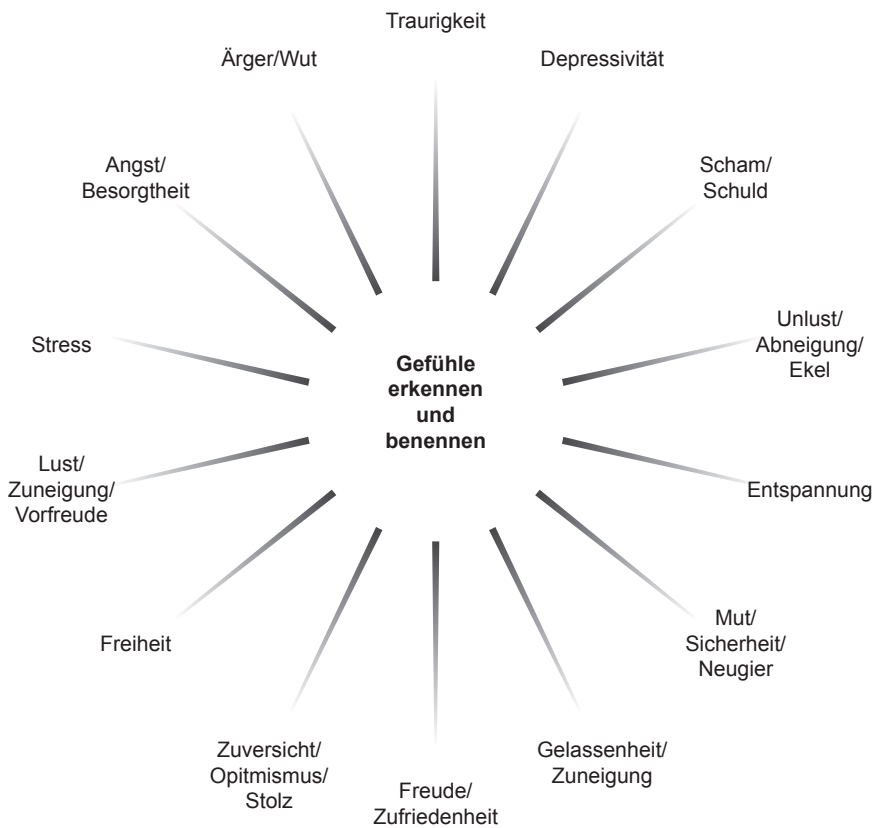 Traurigkeit
Ärger/Wut
Depressivität
Angst/
Besorgtheit
Scham/
Schuld
Stress
Unlust/
Abneigung/
Ekel
Gefühle
erkennen
und
benennen
Lust/
Zuneigung/
Vorfreude
Entspannung
Freiheit
Mut/
Sicherheit/
Neugier
Zuversicht/
Opitmismus/
Stolz
Freude/
Zufriedenheit
Gelassenheit/
Zuneigung